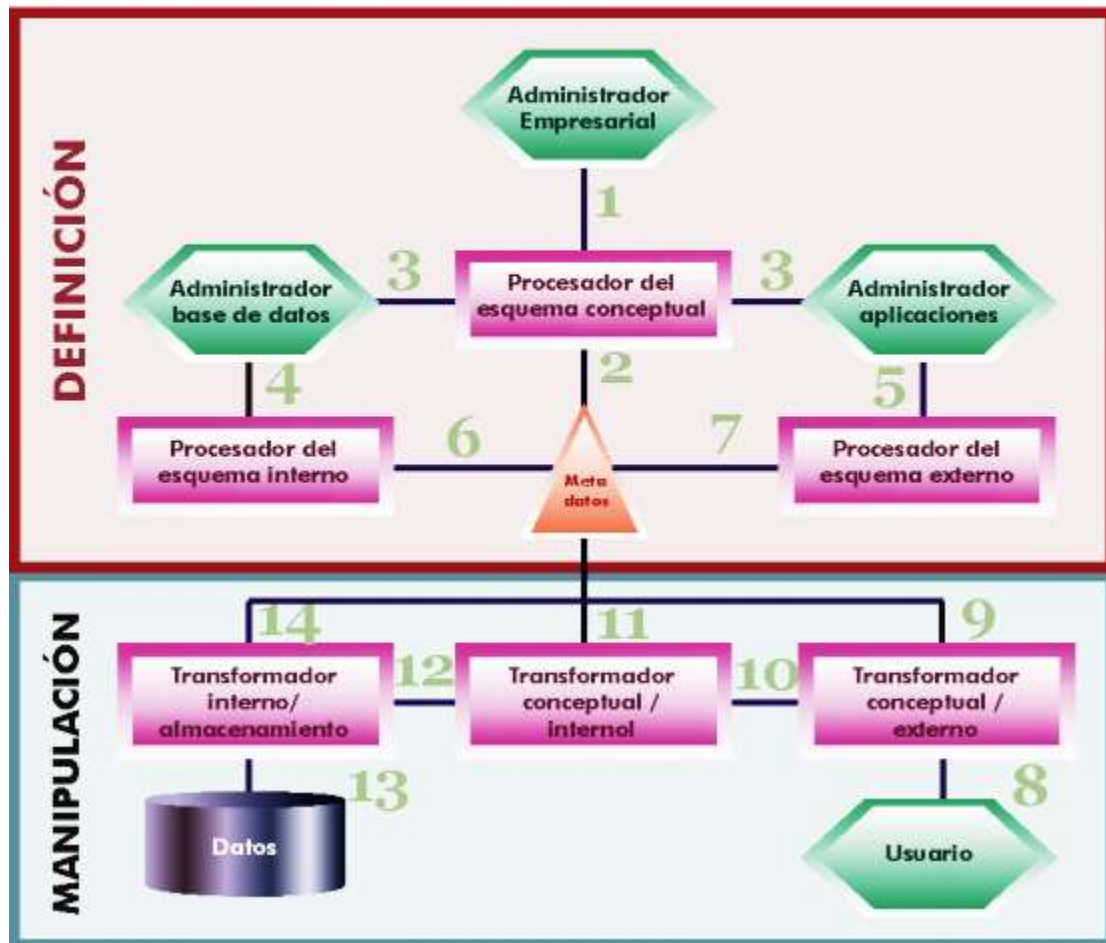 DEFINICIÓN
Administrador
Empresarial
1
3
3
Administrador
base de datos
Procesador del
esquema conceptual
Administrador
aplicaciones
4
2
5
Procesador del
esquema interno
6
7
Procesador del
esquema externo
Meta
datos
MANIPULACIÓN
14
11
9
Transformador
interno/
almacenamiento
12
Transformador
conceptual /
internol
10
Transformador
conceptual /
externo
13
8
Datos
Usuario